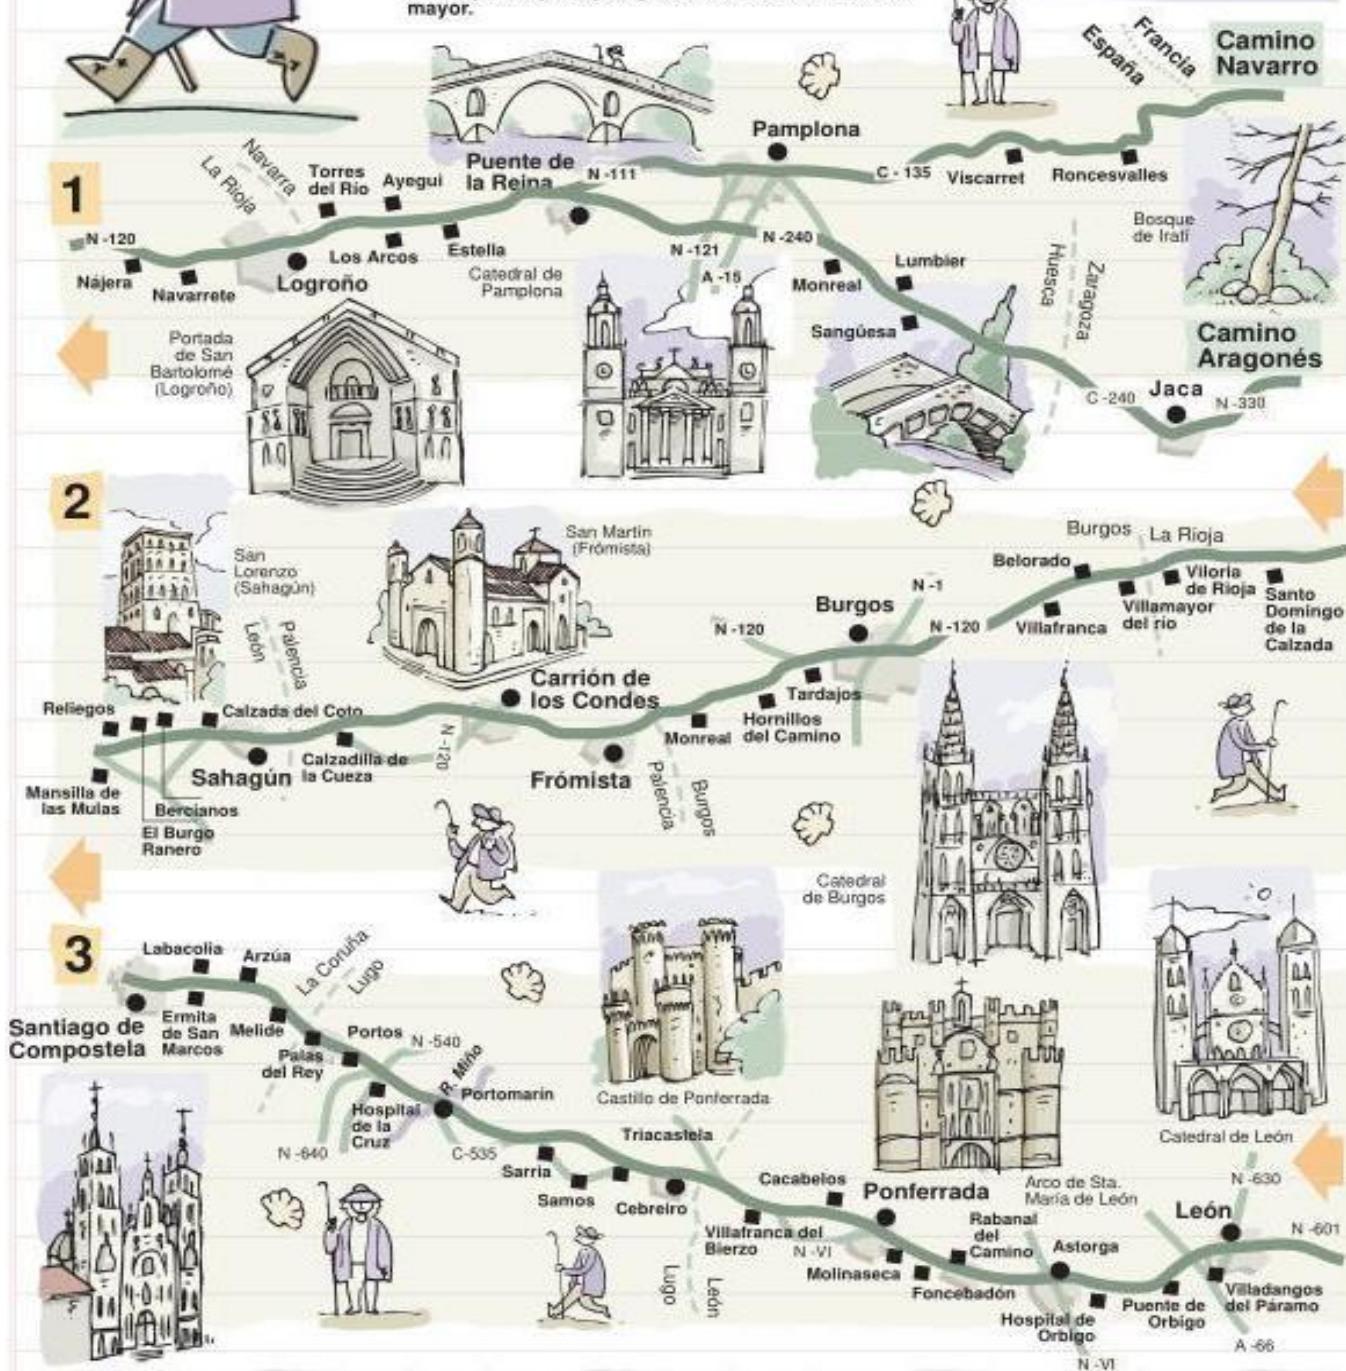 mayor.
Francia
España
Camino
Navarro
Pamplona
Puente de
la Reina
N -111
C - 135
Viscarret
Roncesvalles
1
Navarra
La Rioja
Torres
del Río
Ayegui
Bosque
de Irati
N -120
Los Arcos
Estella
N -121
N -240
A -15
Lumbier
Monreal
Huesca
Zaragoza
Nájera
Navarrete
Logroño
Catedral de
Pamplona
Sangüesa
Camino
Aragonés
Portada
de San
Bartolomé
(Logroño)
C -240
Jaca
N -330
2
San
Lorenzo
(Sahagún)
San Martín
(Frómista)
Burgos
La Rioja
Belorado
Viloria
de Rioja
Santo
Domingo
de la
Calzada
Villamayor
del río
Villafranca
N -1
Burgos
N -120
N -120
León
Palencia
Carrión de
los Condes
Tardajos
Hornillos
del Camino
Monreal
Reliegos
Calzada del Coto
N -120
Sahagún
Calzadilla de
la Cueza
Frómista
Palencia
Burgos
Mansilla de
las Mulas
Bercianos
El Burgo
Ranero
Catedral
de Burgos
3
Labacolia
Arzúa
La Coruña
Lugo
Santiago de
Compostela
Ermita
de San
Marcos
Melide
Portos
N -540
Palas
del Rey
R. Miño
Portomarín
Hospital
de la
Cruz
N -640
C-535
Castillo de Ponferrada
Triacastela
Catedral de León
Sarria
Samos
Cebreiro
Cacabelos
Ponferrada
Arco de Sta.
María de León
N -630
León
N -601
Villafranca del
Bierzo
N -VI
Rabanal
del
Camino
Astorga
Molinaseca
Foncebadón
Lugo
León
Hospital de
Orbigo
Puente de
Orbigo
Villadangos
del Páramo
A -66
N -VI